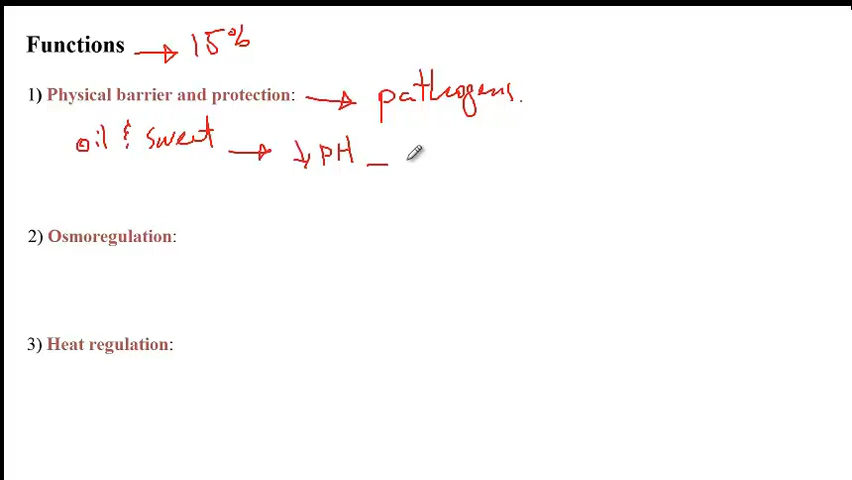 Functions → 15%
1) Physical barrier and protection: → pathogens.
oil & sweat → ↓ pH _
2) Osmoregulation:
3) Heat regulation: